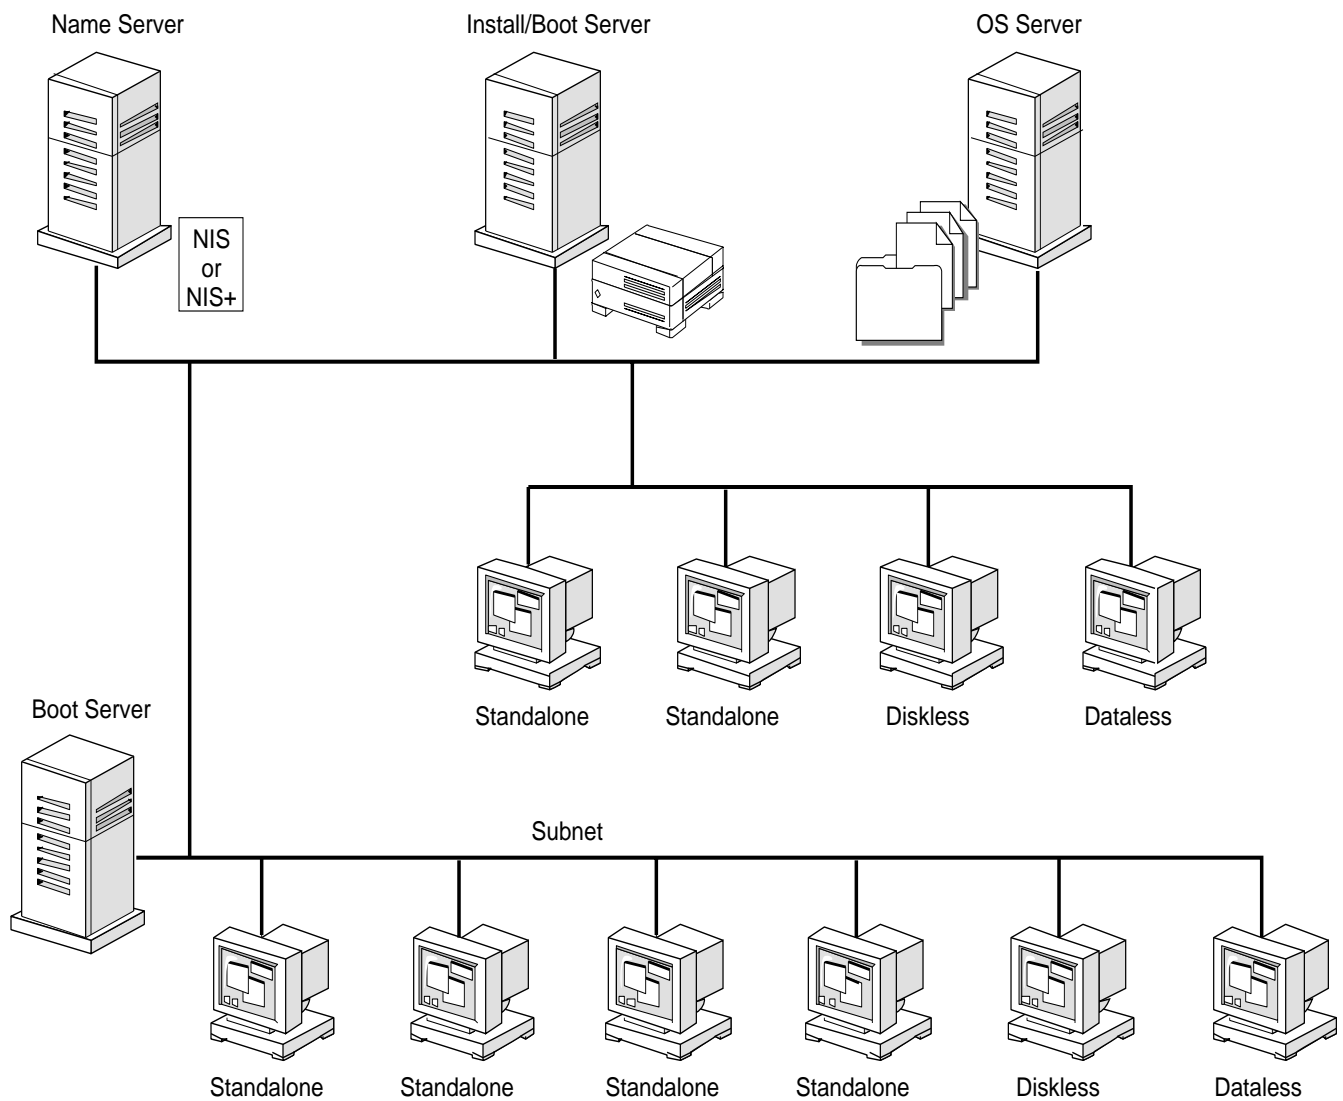 Name Server
Install/Boot Server
OS Server
NIS
or
NIS+
Standalone
Standalone
Diskless
Dataless
Boot Server
Subnet
Standalone
Standalone
Standalone
Standalone
Diskless
Dataless